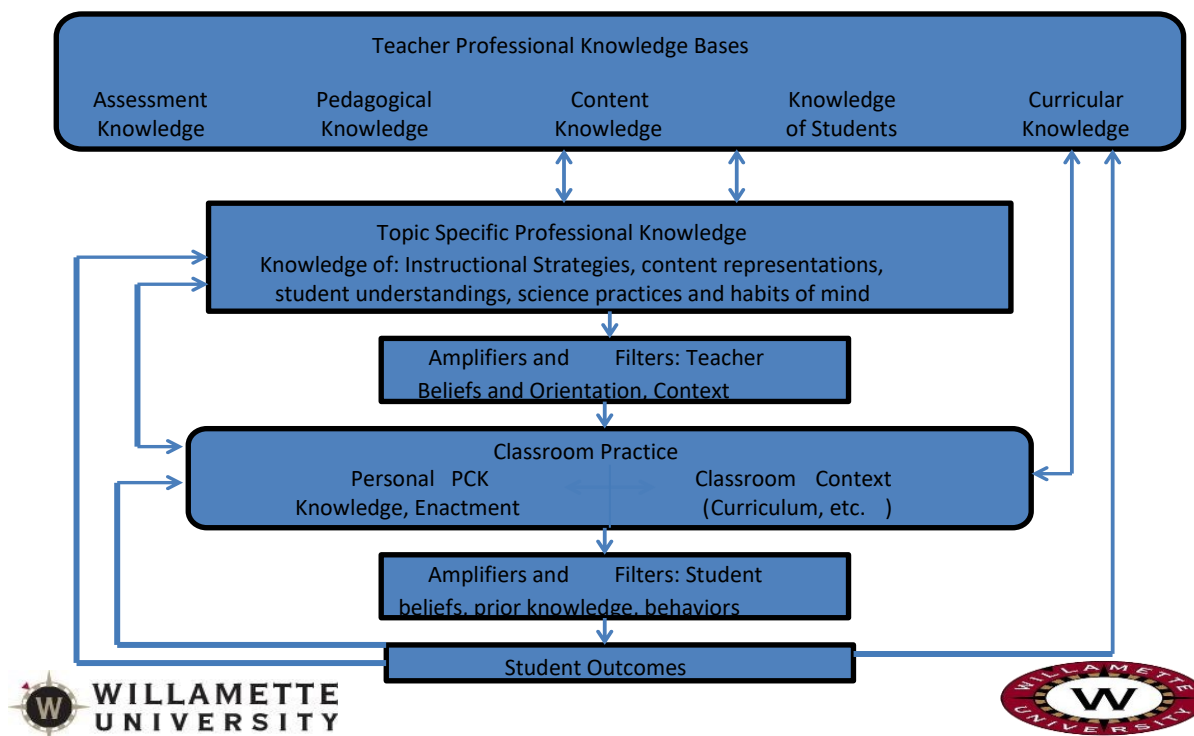 Teacher Professional Knowledge Bases
Assessment Knowledge
Pedagogical Knowledge
Content Knowledge
Knowledge of Students
Curricular Knowledge
Topic Specific Professional Knowledge
Knowledge of: Instructional Strategies, content representations,
student understandings, science practices and habits of mind
Amplifiers and Filters: Teacher
Beliefs and Orientation, Context
Classroom Practice
Personal PCK
Knowledge, Enactment
Classroom Context
(Curriculum, etc. )
Amplifiers and Filters: Student
beliefs, prior knowledge, behaviors
Student Outcomes
W
WILLAMETTE
UNIVERSITY
WILLAMETTE
W
UNIVERSITY